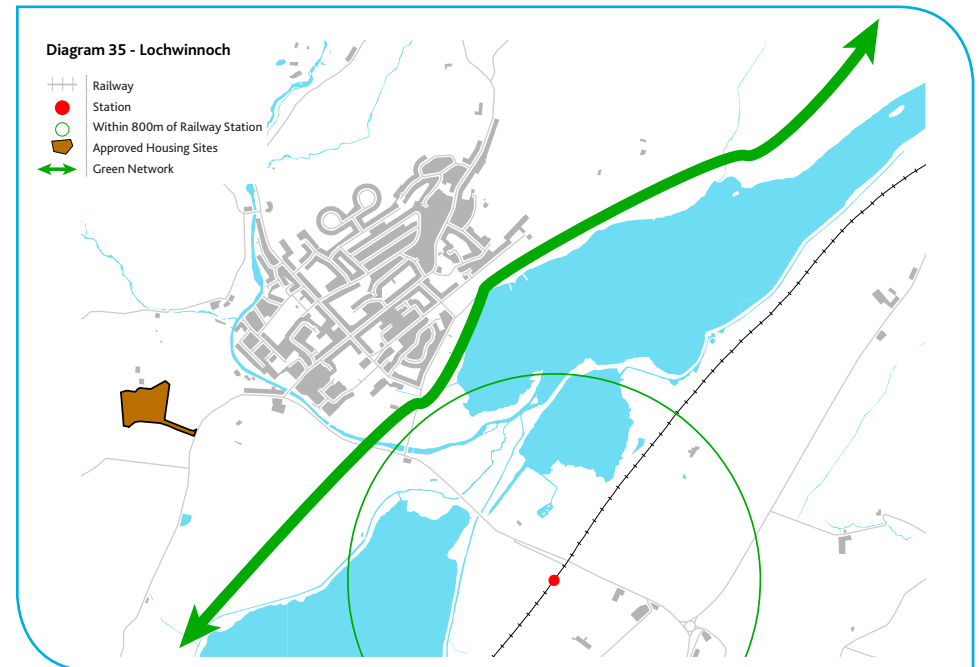 Diagram 35 - Lochwinnoch
Railway
Station
Within 800m of Railway Station
Approved Housing Sites
Green Network